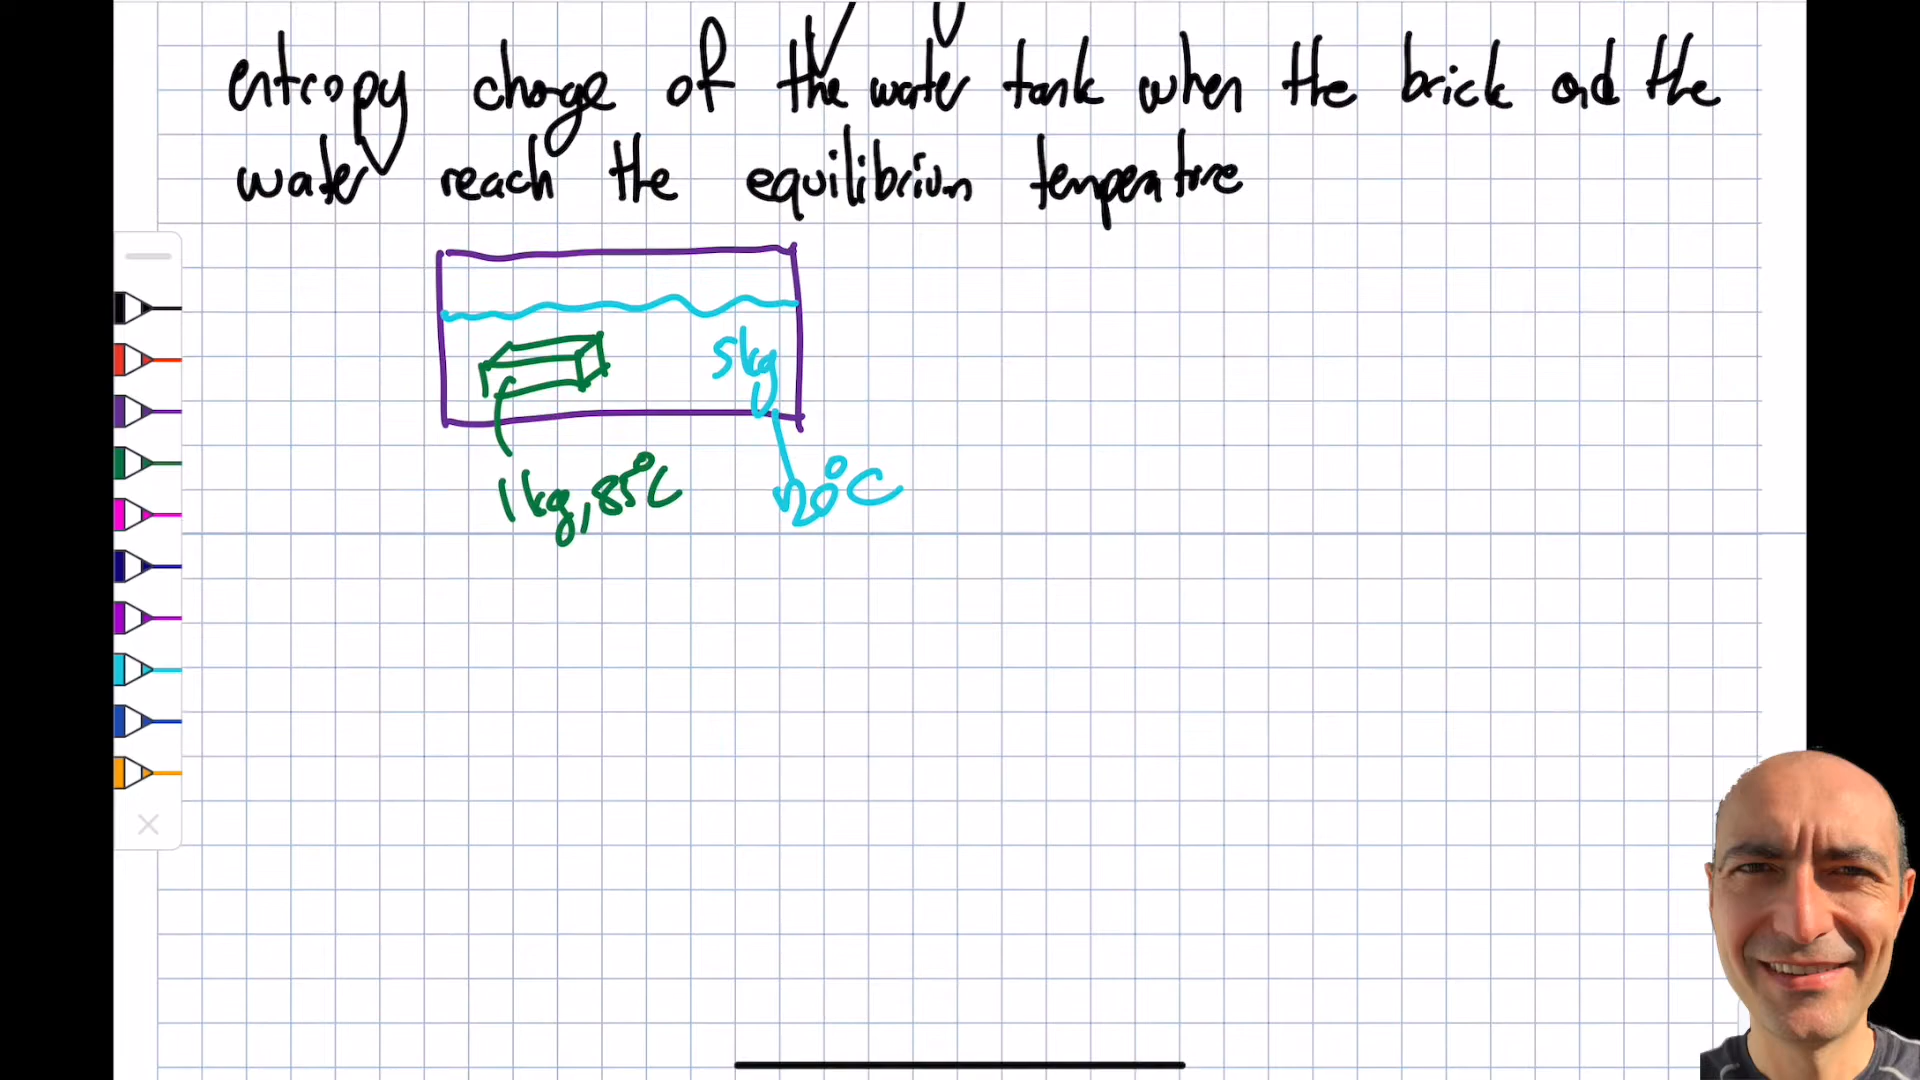 entropy change of the water tank when the brick and the
water reach the equilibrium temperature
5kg
1kg, 85°C
20°C